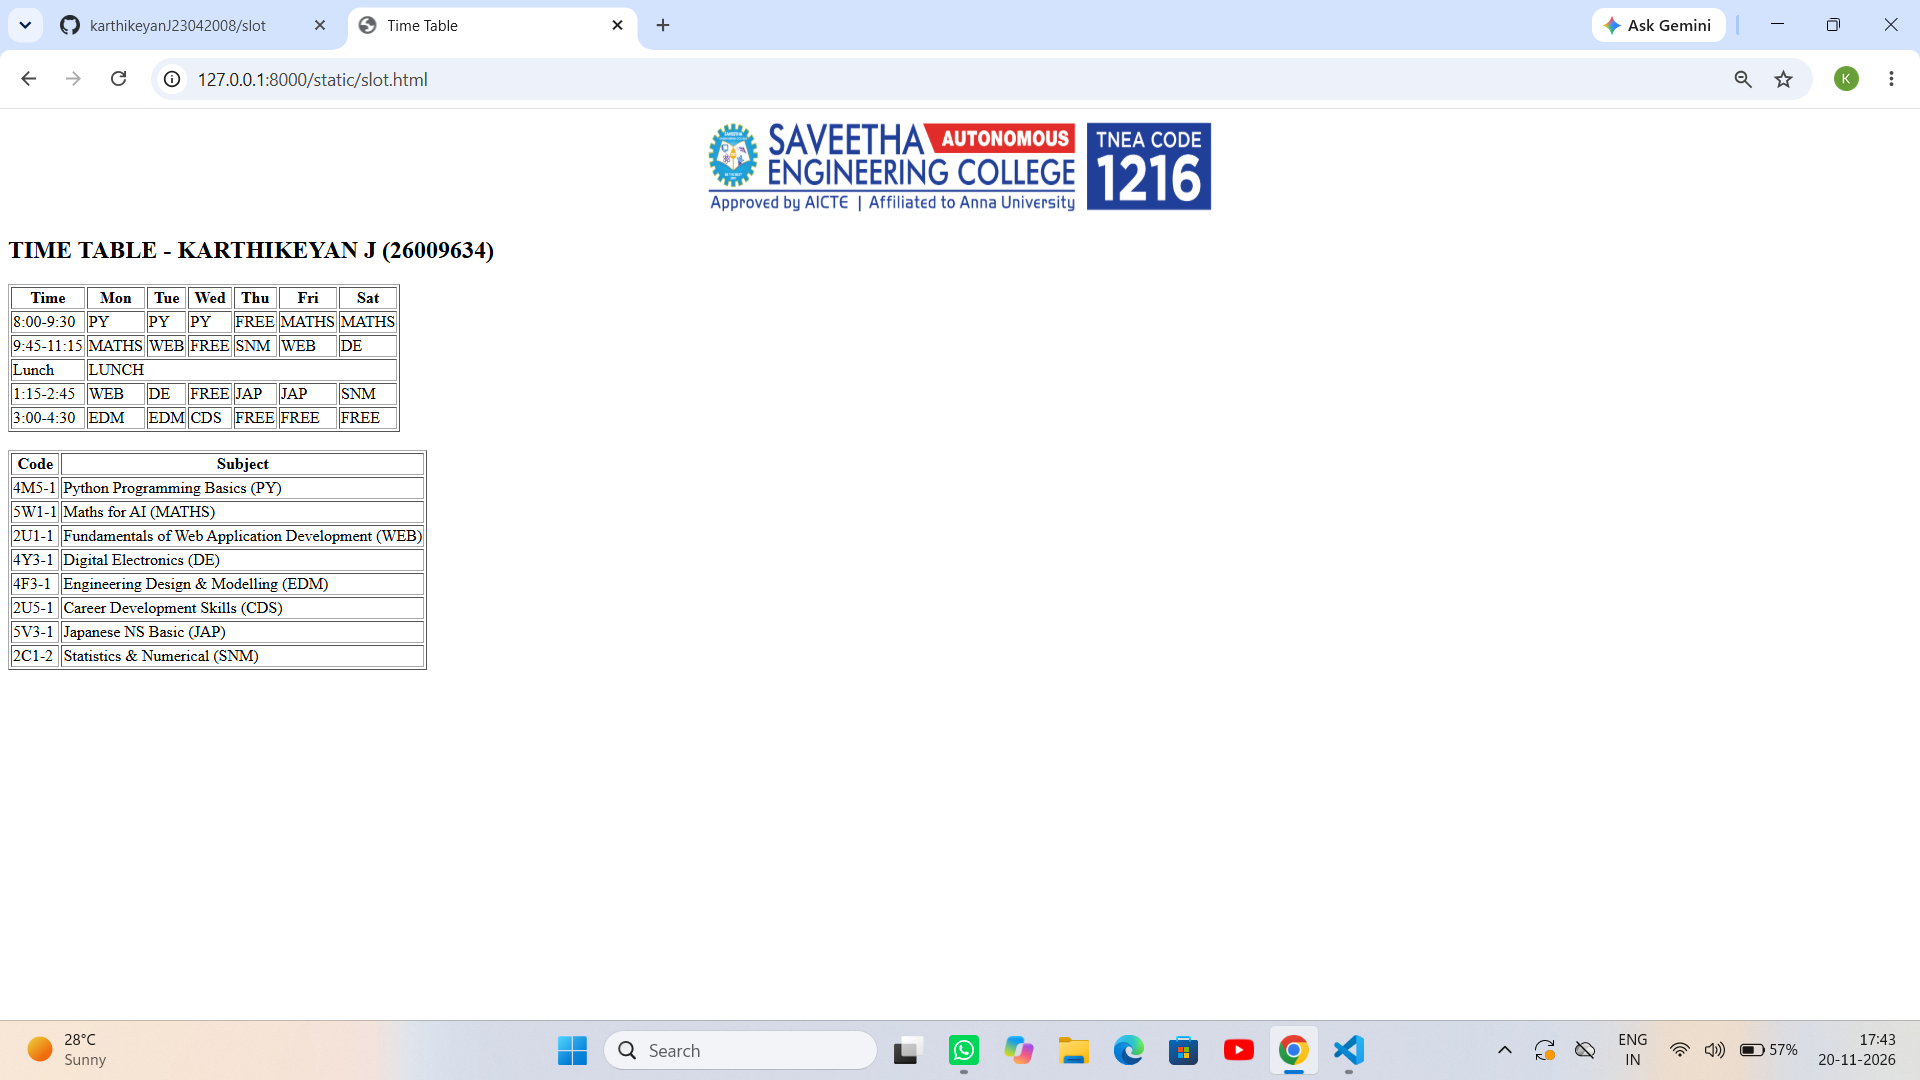 karthikeyanJ23042008/slot
Time Table
Ask Gemini
127.0.0.1:8000/static/slot.html
K
SAVEETHA AUTONOMOUS
ENGINEERING COLLEGE
Approved by AICTE | Affiliated to Anna University
TNEA CODE
1216
TIME TABLE - KARTHIKEYAN J (26009634)
Time Mon Tue Wed Thu Fri Sat
8:00-9:30 PY PY PY FREE MATHS MATHS
9:45-11:15 MATHS WEB FREE SNM WEB DE
Lunch LUNCH
1:15-2:45 WEB DE FREE JAP JAP SNM
3:00-4:30 EDM EDM CDS FREE FREE FREE
Code Subject
4M5-1 Python Programming Basics (PY)
5W1-1 Maths for AI (MATHS)
2U1-1 Fundamentals of Web Application Development (WEB)
4Y3-1 Digital Electronics (DE)
4F3-1 Engineering Design & Modelling (EDM)
2U5-1 Career Development Skills (CDS)
5V3-1 Japanese NS Basic (JAP)
2C1-2 Statistics & Numerical (SNM)
28°C
Sunny
Search
ENG
IN
57%
17:43
20-11-2026